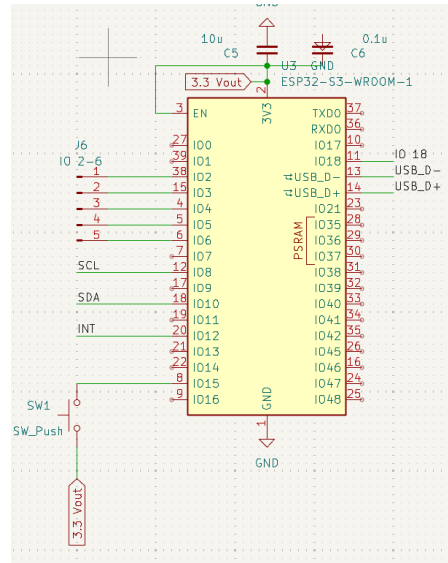 GND
10u
0.1u
C5
C6
U3
GND
3.3 Vout
ESP32-S3-WROOM-1
2
3V3
3
EN
TXD0
37
RXD0
36
27
IO0
IO17
10
39
IO1
IO18
11
IO 18
J6
IO 2-6
1
38
IO2
USB_D-
13
USB_D-
2
15
IO3
USB_D+
14
USB_D+
3
4
IO4
IO21
23
4
5
IO5
IO35
28
5
6
IO6
IO36
29
PSRAM
7
IO7
IO37
30
SCL
12
IO8
IO38
31
17
IO9
IO39
32
SDA
18
IO10
IO40
33
19
IO11
IO41
34
INT
20
IO12
IO42
35
21
IO13
IO45
26
22
IO14
IO46
16
8
IO15
IO47
24
9
IO16
IO48
25
GND
1
GND
SW1
SW_Push
3.3 Vout